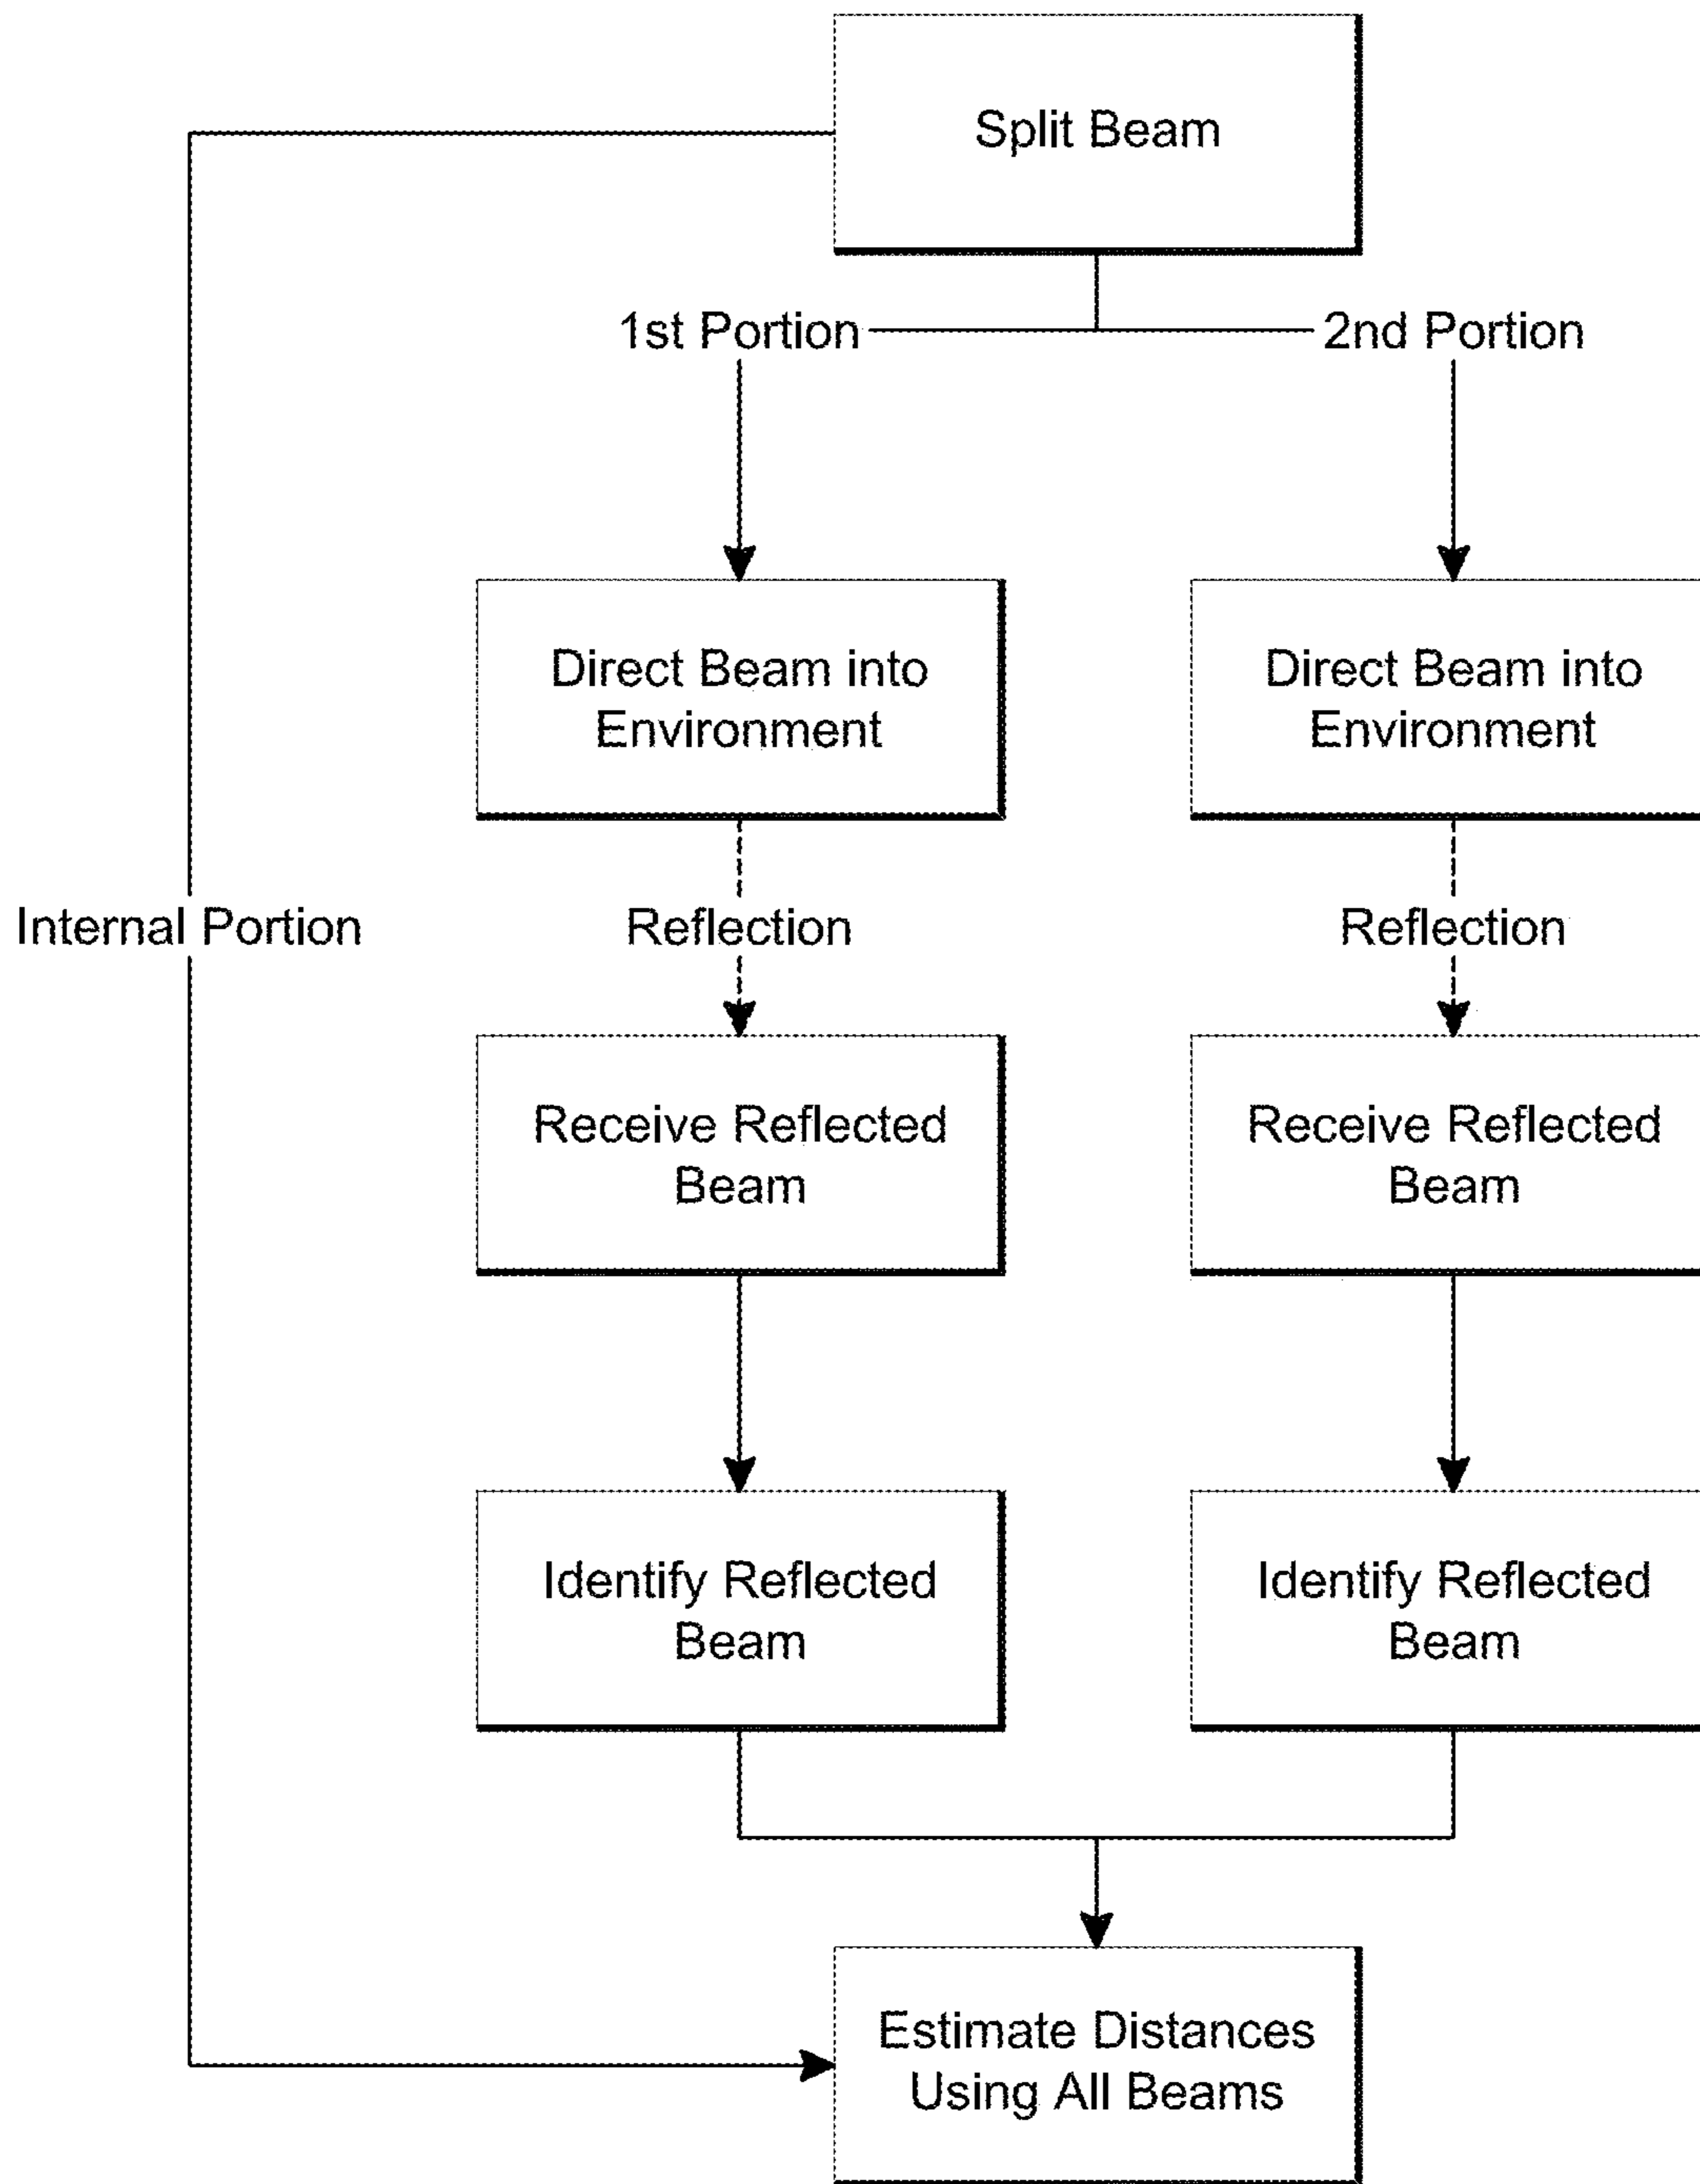 Split Beam
1st Portion
2nd Portion
Direct Beam into
Environment
Direct Beam into
Environment
Internal Portion
Reflection
Reflection
Receive Reflected
Beam
Receive Reflected
Beam
Identify Reflected
Beam
Identify Reflected
Beam
Estimate Distances
Using All Beams